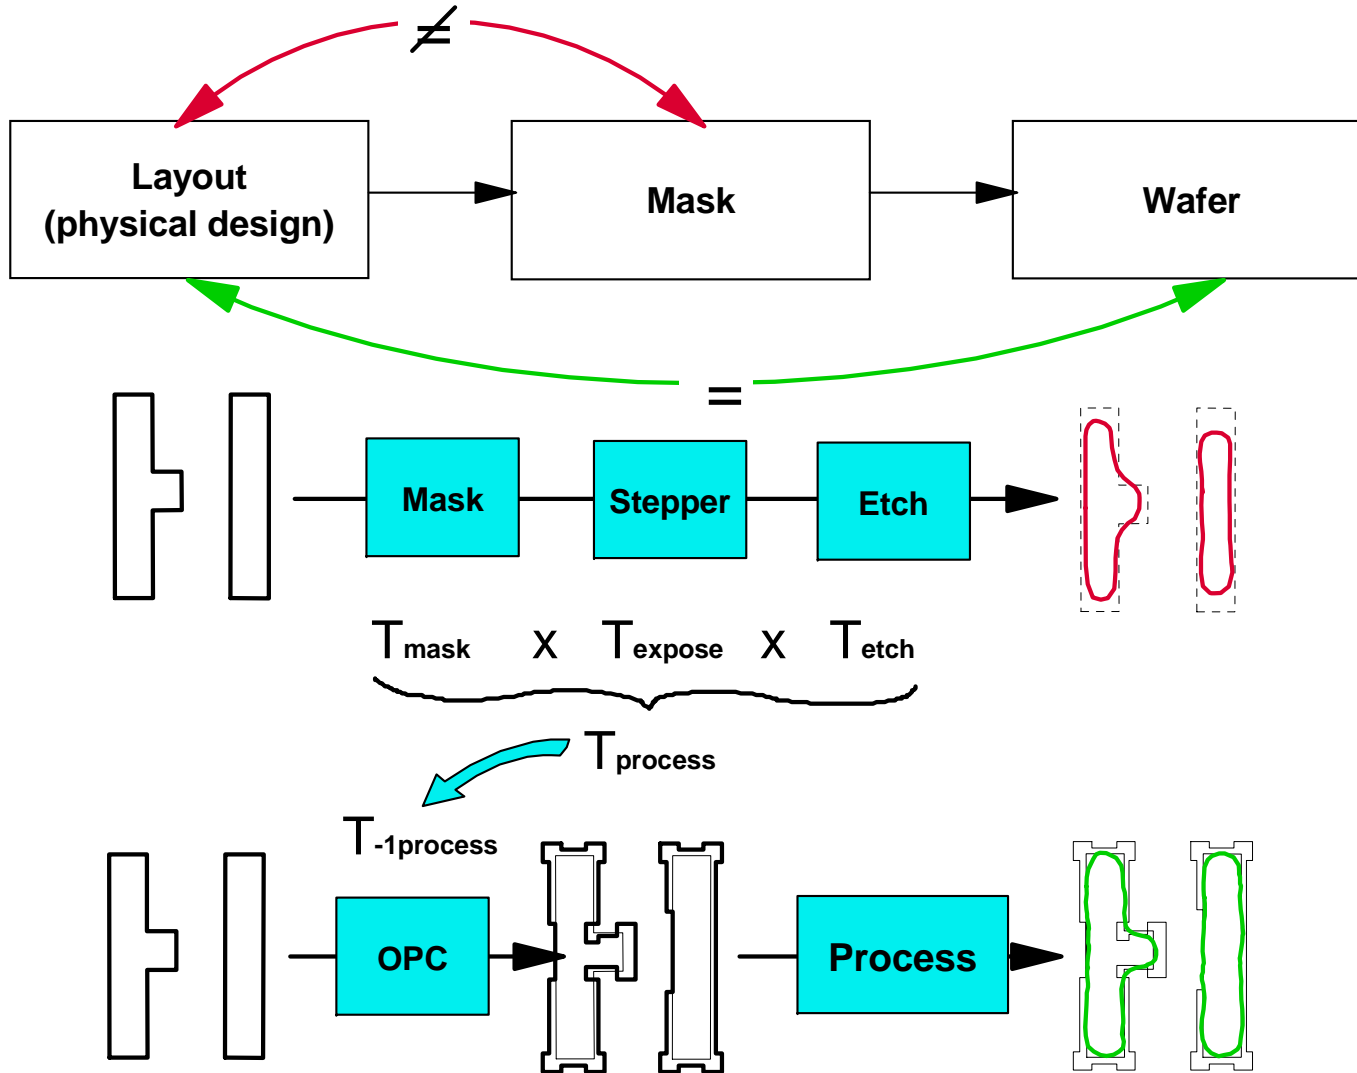 ≠
Layout
(physical design)
Mask
Wafer
=
Mask
Stepper
Etch
Tmask x Texpose x Tetch
Tprocess
T-1process
OPC
Process